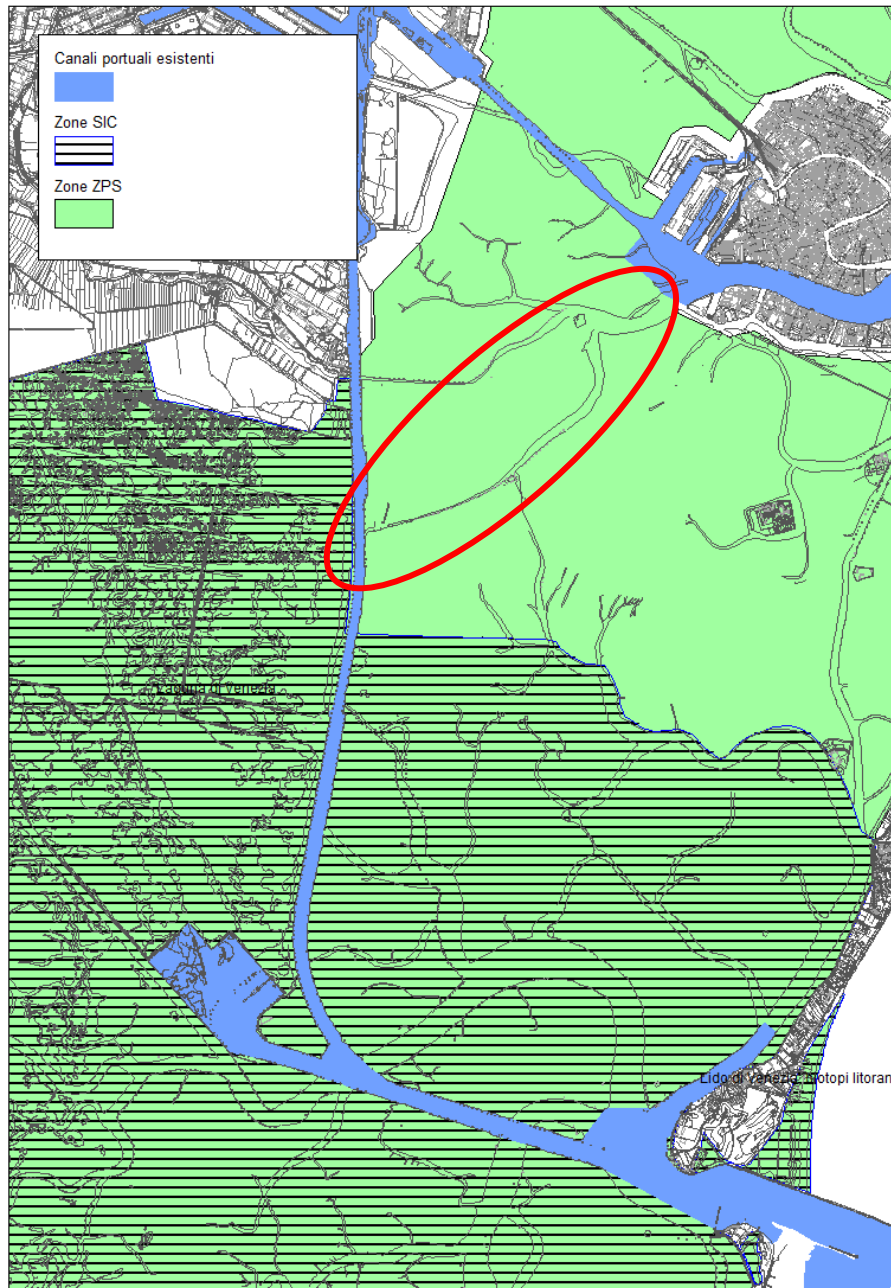 Canali portuali esistenti
Zone SIC
Zone ZPS
Laguna di Venezia
Lido di Venezia: biotopi litoran